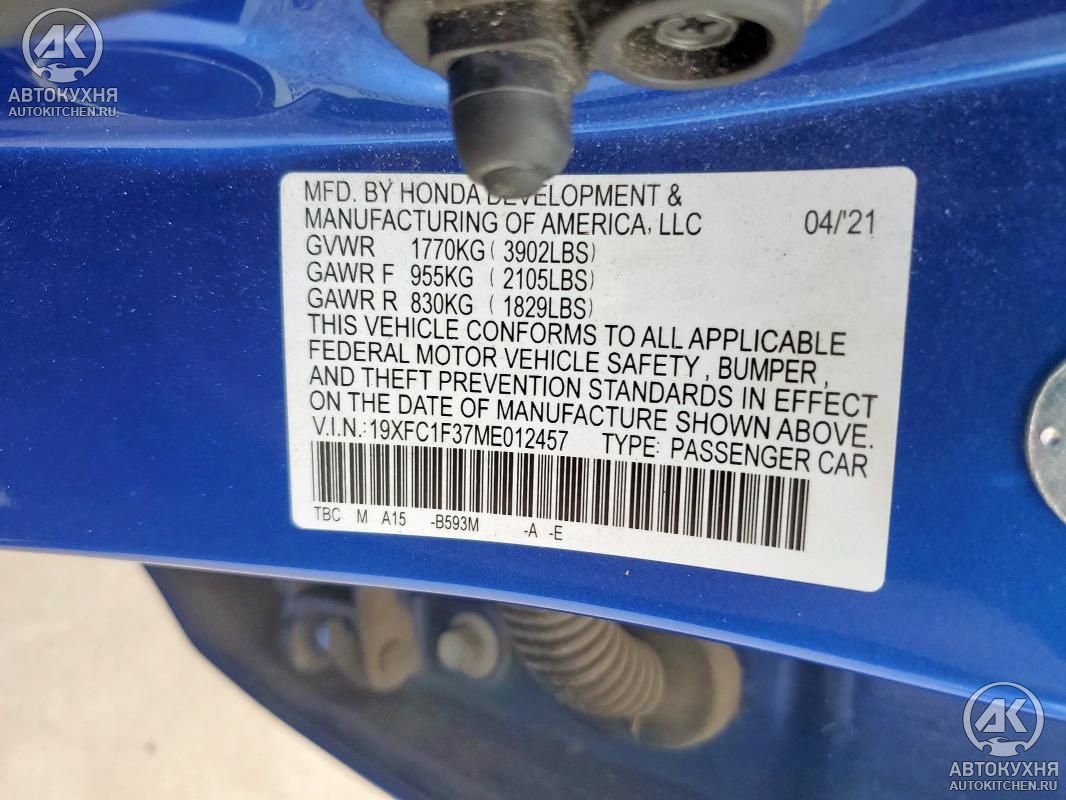 АК
АВТОКУХНЯ
AUTOKITCHEN.RU
MFD. BY HONDA DEVELOPMENT &
MANUFACTURING OF AMERICA, LLC 04/'21
GVWR 1770KG ( 3902LBS)
GAWR F 955KG ( 2105LBS)
GAWR R 830KG ( 1829LBS)
THIS VEHICLE CONFORMS TO ALL APPLICABLE
FEDERAL MOTOR VEHICLE SAFETY , BUMPER ,
AND THEFT PREVENTION STANDARDS IN EFFECT
ON THE DATE OF MANUFACTURE SHOWN ABOVE.
V.I.N.:19XFC1F37ME012457 TYPE: PASSENGER CAR
TBC M A15 -B593M -A -E
АК
АВТОКУХНЯ
AUTOKITCHEN.RU